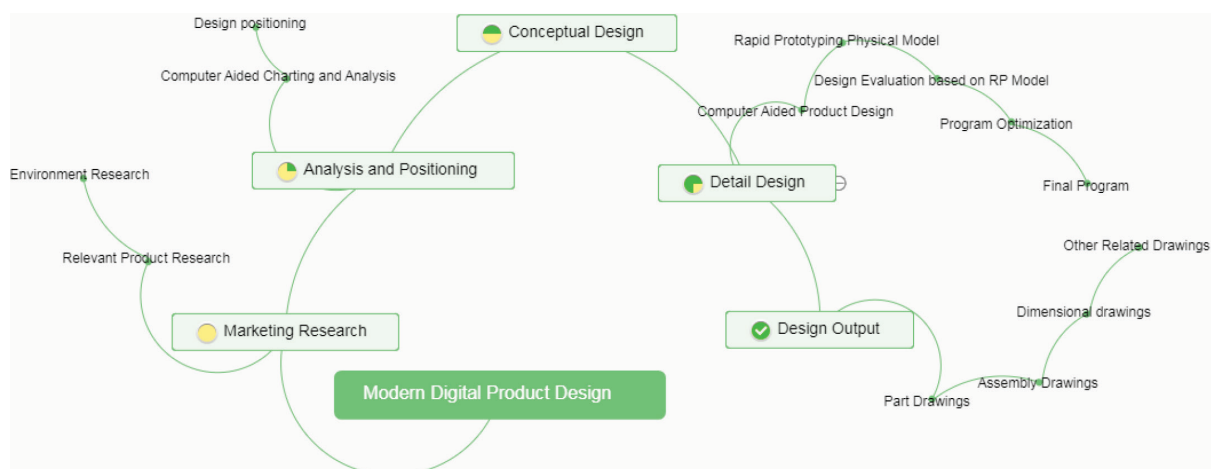 Design positioning
Conceptual Design
Rapid Prototyping Physical Model
Computer Aided Charting and Analysis
Design Evaluation based on RP Model
Computer Aided Product Design
Program Optimization
Environment Research
Analysis and Positioning
Detail Design
Final Program
Relevant Product Research
Other Related Drawings
Marketing Research
Design Output
Dimensional drawings
Modern Digital Product Design
Assembly Drawings
Part Drawings